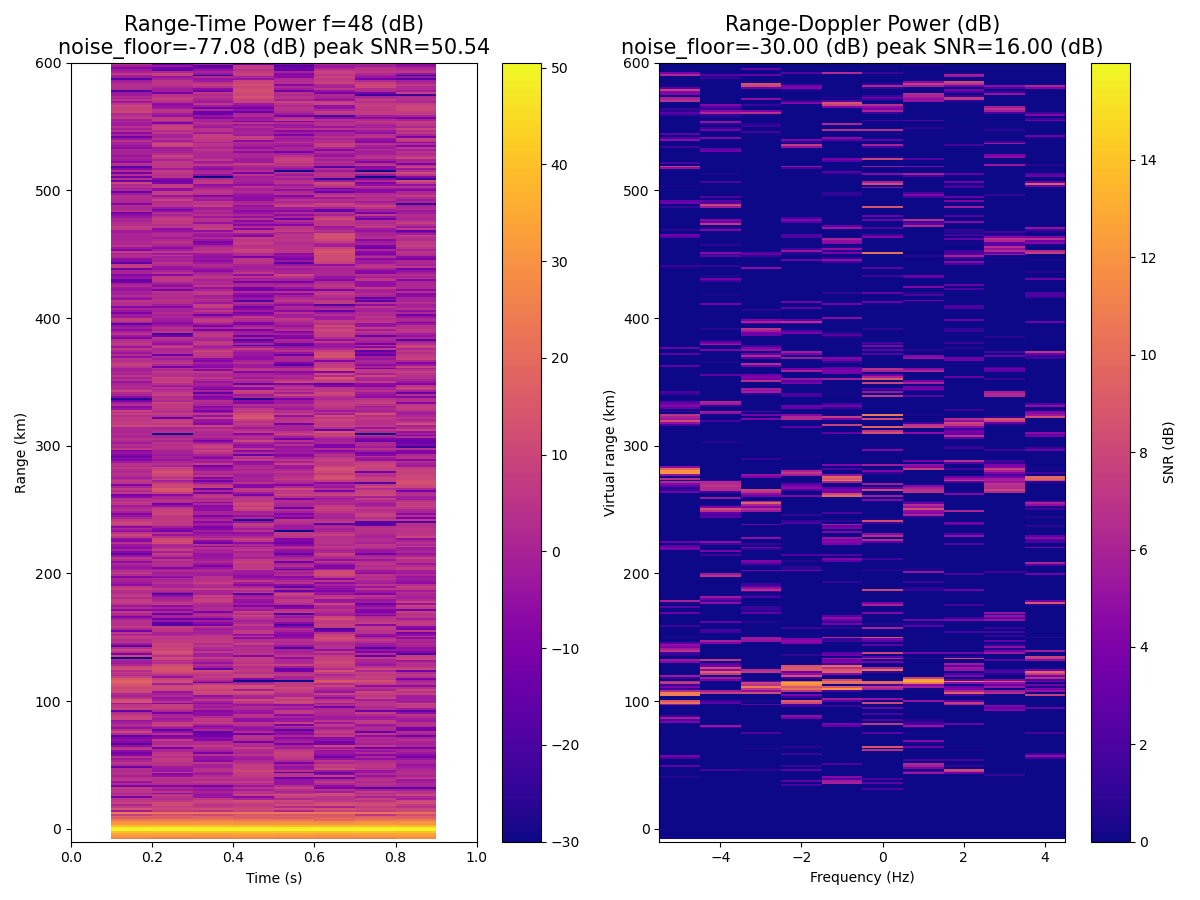 Range-Time Power f=48 (dB)
noise_floor=-77.08 (dB) peak SNR=50.54
Range (km)
600
500
400
300
200
100
0
0.0 0.2 0.4 0.6 0.8 1.0
Time (s)
50
40
30
20
10
0
−10
−20
−30
Range-Doppler Power (dB)
noise_floor=-30.00 (dB) peak SNR=16.00 (dB)
Virtual range (km)
600
500
400
300
200
100
0
−4 −2 0 2 4
Frequency (Hz)
14
12
10
8
6
4
2
0
SNR (dB)